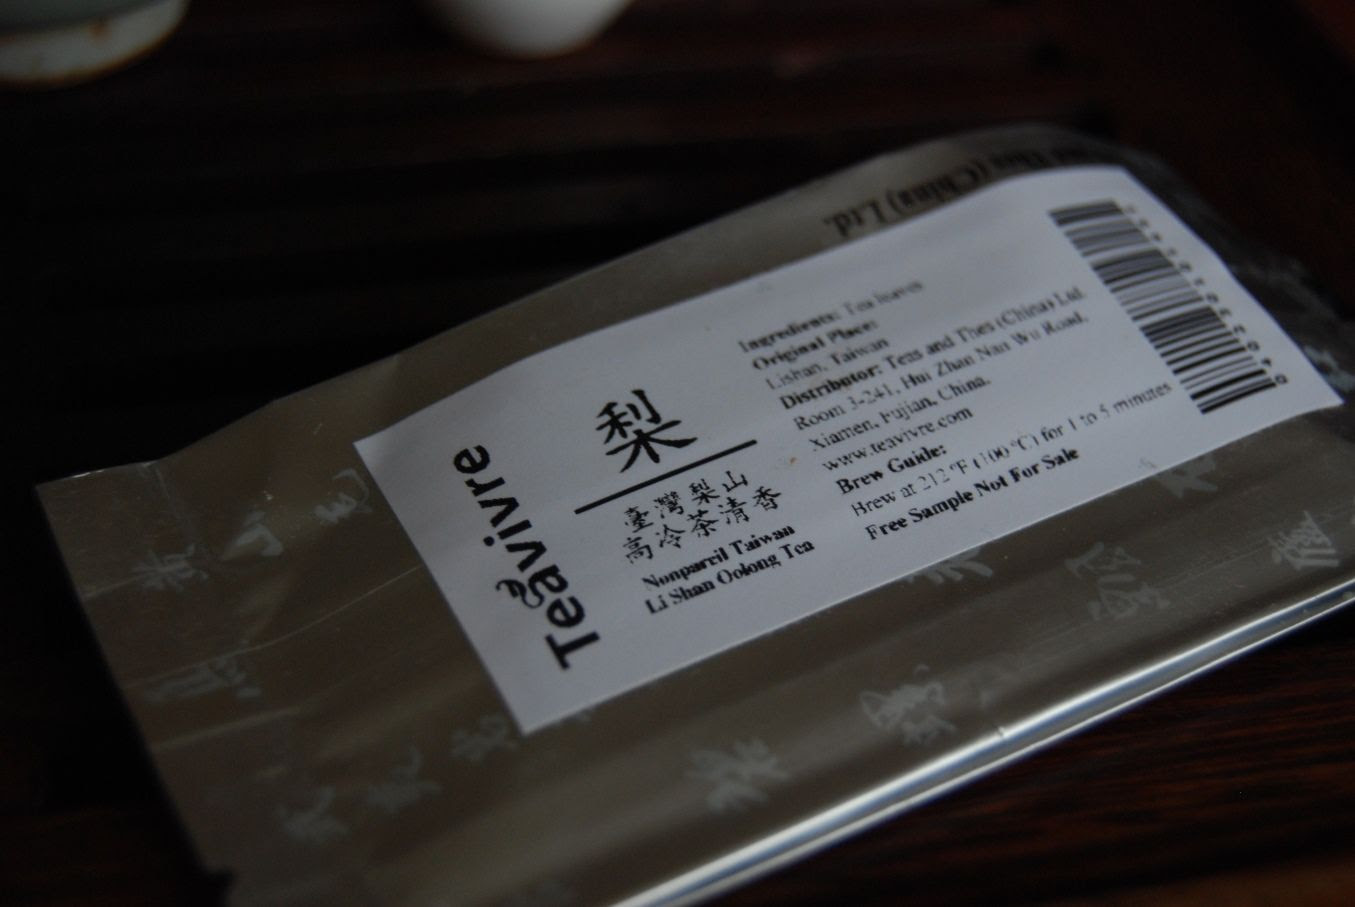 Teavivre
梨
臺灣梨山
高冷茶清香
Nonpareil Taiwan
Li Shan Oolong Tea
Ingredients: Tea leaves
Original Place:
Lishan, Taiwan
Distributor: Teas and Thes (China) Ltd.
Room 3-241, Hui Zhan Nan Wu Road,
Xiamen, Fujian, China.
www.teavivre.com
Brew Guide:
Brew at 212 °F (100 °C) for 1 to 5 minutes
Free Sample Not For Sale
Thes (China) Ltd.